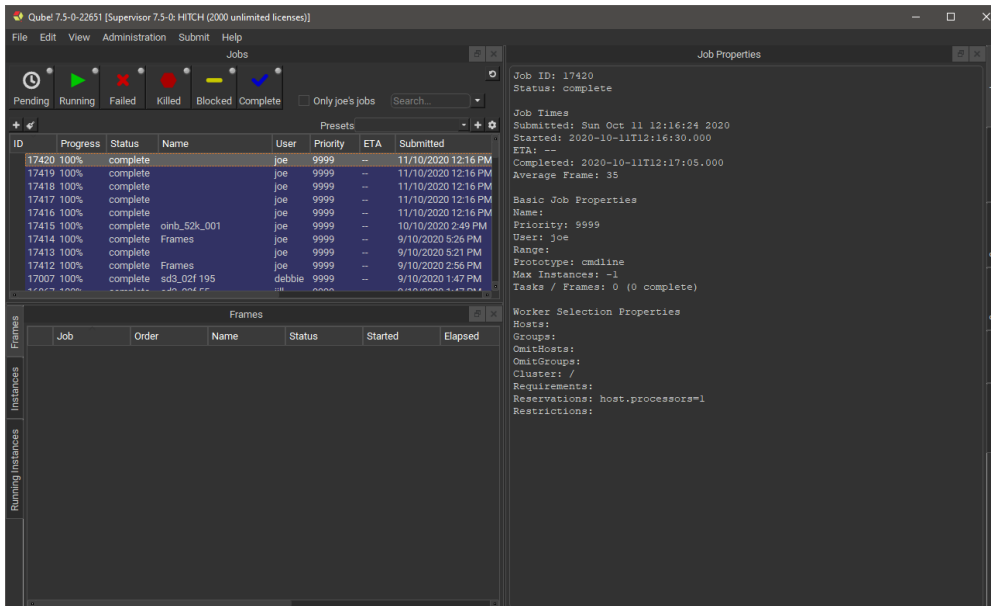 Qube! 7.5-0-22651 [Supervisor 7.5-0: HITCH (2000 unlimited licenses)]
File Edit View Administration Submit Help
Jobs
Pending Running Failed Killed Blocked Complete Only joe's jobs Search...
Presets
ID Progress Status Name User Priority ETA Submitted
17420 100% complete joe 9999 -- 11/10/2020 12:16 PM
17419 100% complete joe 9999 -- 11/10/2020 12:16 PM
17418 100% complete joe 9999 -- 11/10/2020 12:16 PM
17417 100% complete joe 9999 -- 11/10/2020 12:16 PM
17416 100% complete joe 9999 -- 11/10/2020 12:16 PM
17415 100% complete oinb_52k_001 joe 9999 -- 10/10/2020 2:49 PM
17414 100% complete Frames joe 9999 -- 9/10/2020 5:26 PM
17413 100% complete joe 9999 -- 9/10/2020 5:21 PM
17412 100% complete Frames joe 9999 -- 9/10/2020 2:56 PM
17007 100% complete sd3_02f 195 debbie 9999 -- 9/10/2020 1:47 PM
Frames
Job Order Name Status Started Elapsed
Frames
Instances
Running Instances
Job Properties
Job ID: 17420
Status: complete
Job Times
Submitted: Sun Oct 11 12:16:24 2020
Started: 2020-10-11T12:16:30.000
ETA: --
Completed: 2020-10-11T12:17:05.000
Average Frame: 35
Basic Job Properties
Name:
Priority: 9999
User: joe
Range:
Prototype: cmdline
Max Instances: -1
Tasks / Frames: 0 (0 complete)
Worker Selection Properties
Hosts:
Groups:
OmitHosts:
OmitGroups:
Cluster: /
Requirements:
Reservations: host.processors=1
Restrictions: